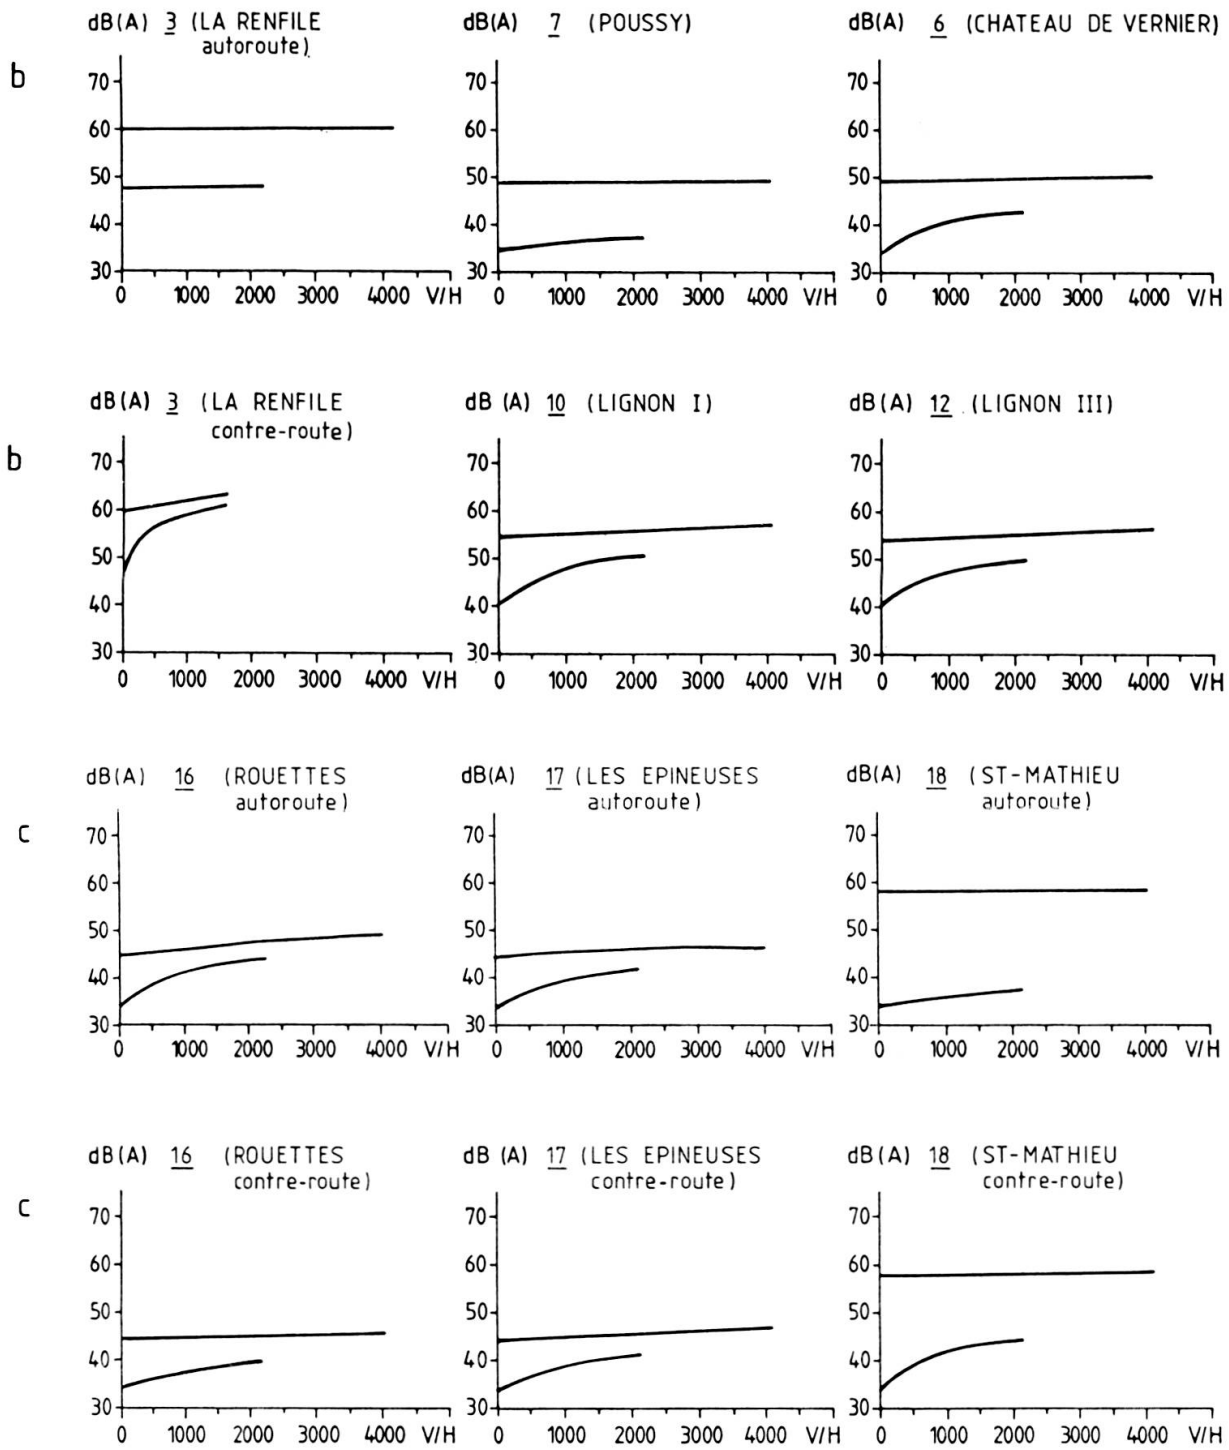 dB(A) 3 (LA RENFILE autoroute)
dB(A) 7 (POUSSY)
dB(A) 6 (CHATEAU DE VERNIER)
b
70 60 50 40 30
0 1000 2000 3000 4000 V/H
70 60 50 40 30
0 1000 2000 3000 4000 V/H
70 60 50 40 30
0 1000 2000 3000 4000 V/H
dB(A) 3 (LA RENFILE contre-route)
dB (A) 10 (LIGNON I)
dB(A) 12 (LIGNON III)
b
70 60 50 40 30
0 1000 2000 3000 4000 V/H
70 60 50 40 30
0 1000 2000 3000 4000 V/H
70 60 50 40 30
0 1000 2000 3000 4000 V/H
dB(A) 16 (ROUETTES autoroute)
dB(A) 17 (LES EPINEUSES autoroute)
dB(A) 18 (ST-MATHIEU autoroute)
c
70 60 50 40 30
0 1000 2000 3000 4000 V/H
70 60 50 40 30
0 1000 2000 3000 4000 V/H
70 60 50 40 30
0 1000 2000 3000 4000 V/H
dB(A) 16 (ROUETTES contre-route)
dB (A) 17 (LES EPINEUSES contre-route)
dB(A) 18 (ST-MATHIEU contre-route)
c
70 60 50 40 30
0 1000 2000 3000 4000 V/H
70 60 50 40 30
0 1000 2000 3000 4000 V/H
70 60 50 40 30
0 1000 2000 3000 4000 V/H